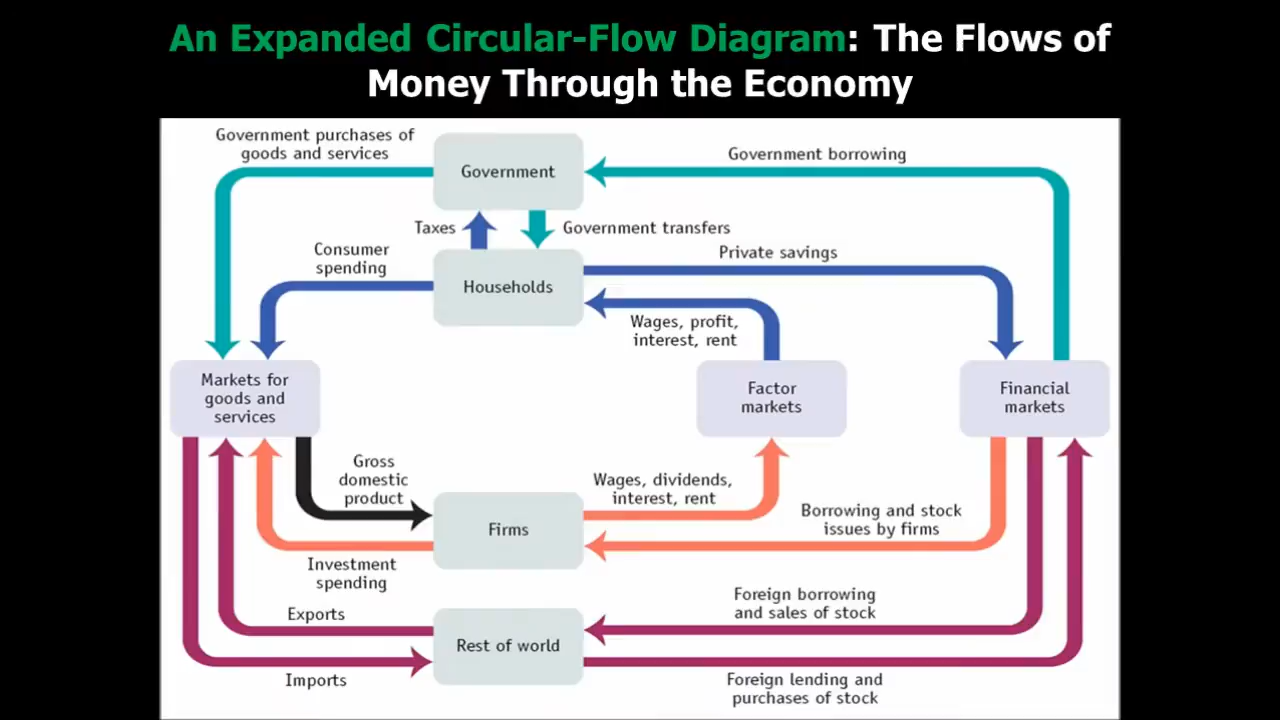 An Expanded Circular-Flow Diagram: The Flows of
Money Through the Economy
Government purchases of
goods and services
Government
Government borrowing
Taxes
Government transfers
Consumer
spending
Households
Private savings
Wages, profit,
interest, rent
Markets for
goods and
services
Factor
markets
Financial
markets
Gross
domestic
product
Wages, dividends,
interest, rent
Firms
Borrowing and stock
issues by firms
Investment
spending
Exports
Foreign borrowing
and sales of stock
Rest of world
Imports
Foreign lending and
purchases of stock